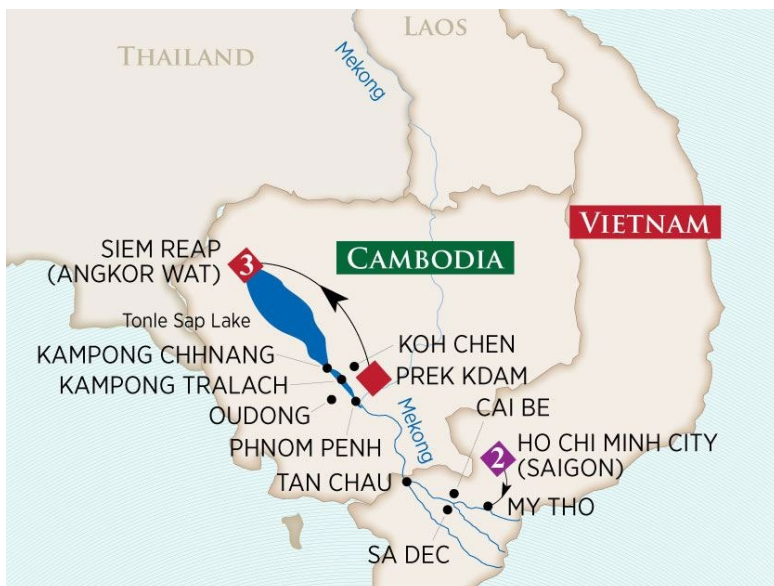 LAOS
THAILAND
Mekong
VIETNAM
SIEM REAP
(ANGKOR WAT)
3
CAMBODIA
Tonle Sap Lake
KOH CHEN
KAMPONG CHHNANG
PREK KDAM
KAMPONG TRALACH
CAI BE
OUDONG
Mekong
PHNOM PENH
2
HO CHI MINH CITY
(SAIGON)
TAN CHAU
MY THO
SA DEC